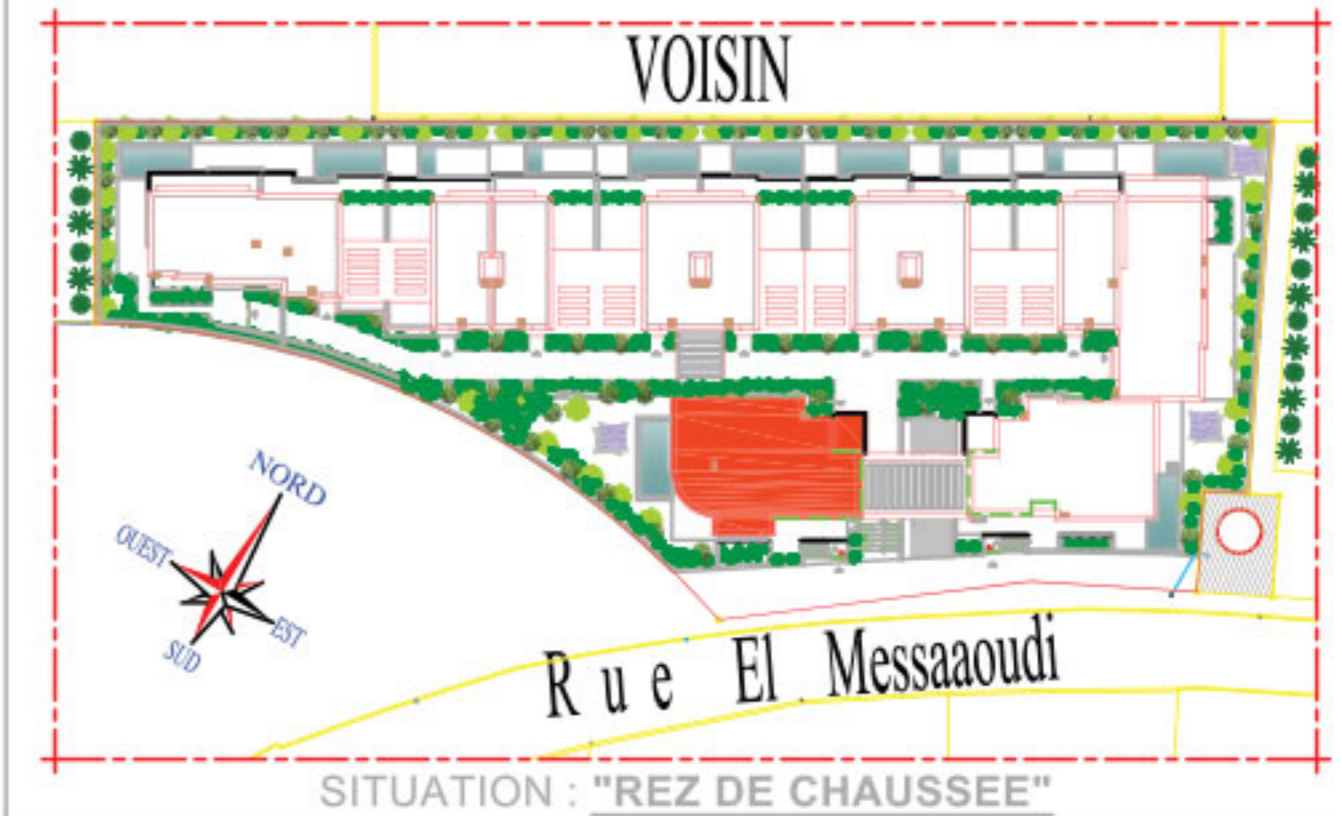 VOISIN
NORD
OUEST
EST
SUD
Rue El Messaaoudi
SITUATION : "REZ DE CHAUSSEE"